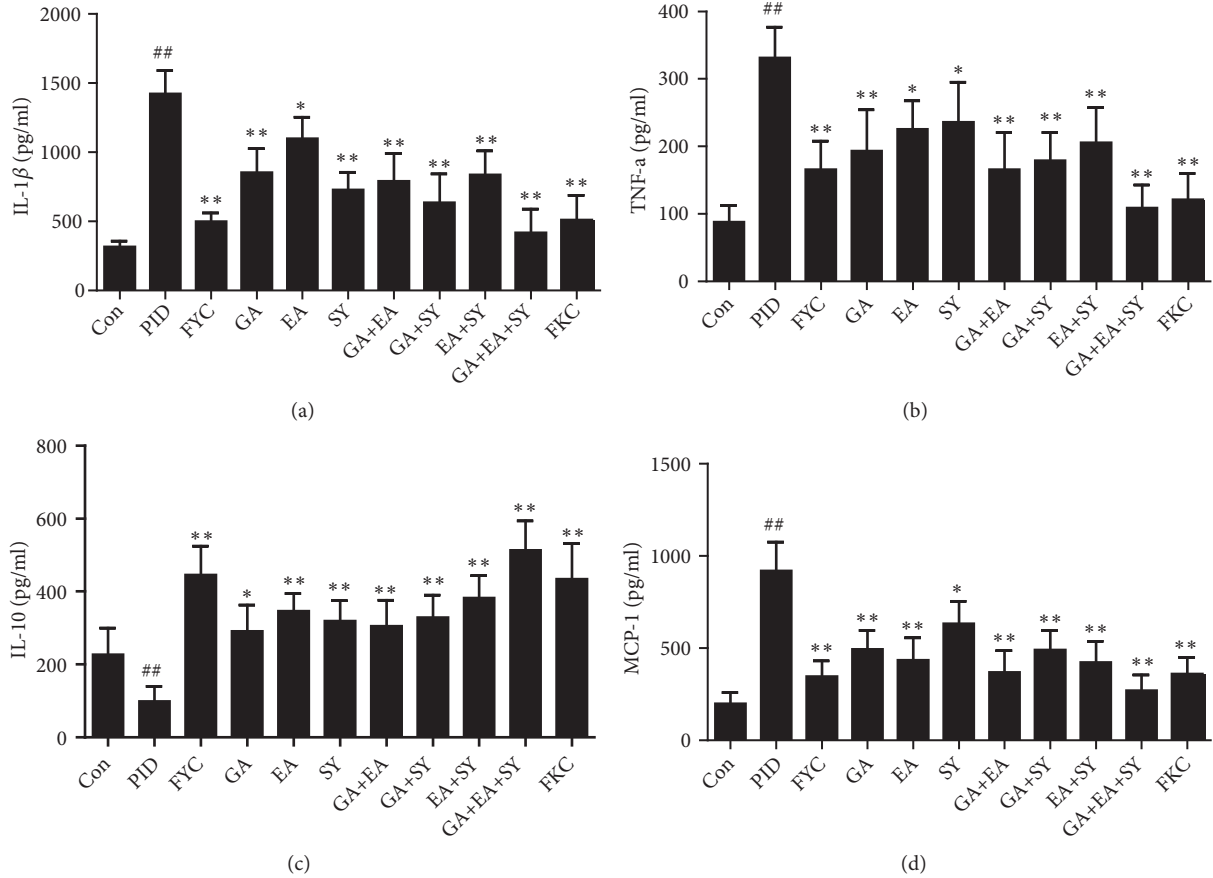 2000
1500
1000
500
0
IL-1β (pg/ml)
##
**
**
*
**
**
**
**
**
**
Con
PID
FYC
GA
EA
SY
GA+EA
GA+SY
EA+SY
GA+EA+SY
FKC
(a)
400
300
200
100
0
TNF-a (pg/ml)
##
**
**
*
*
**
**
**
**
**
Con
PID
FYC
GA
EA
SY
GA+EA
GA+SY
EA+SY
GA+EA+SY
FKC
(b)
800
600
400
200
0
IL-10 (pg/ml)
##
**
*
**
**
**
**
**
**
**
Con
PID
FYC
GA
EA
SY
GA+EA
GA+SY
EA+SY
GA+EA+SY
FKC
(c)
1500
1000
500
0
MCP-1 (pg/ml)
##
**
**
**
*
**
**
**
**
**
Con
PID
FYC
GA
EA
SY
GA+EA
GA+SY
EA+SY
GA+EA+SY
FKC
(d)